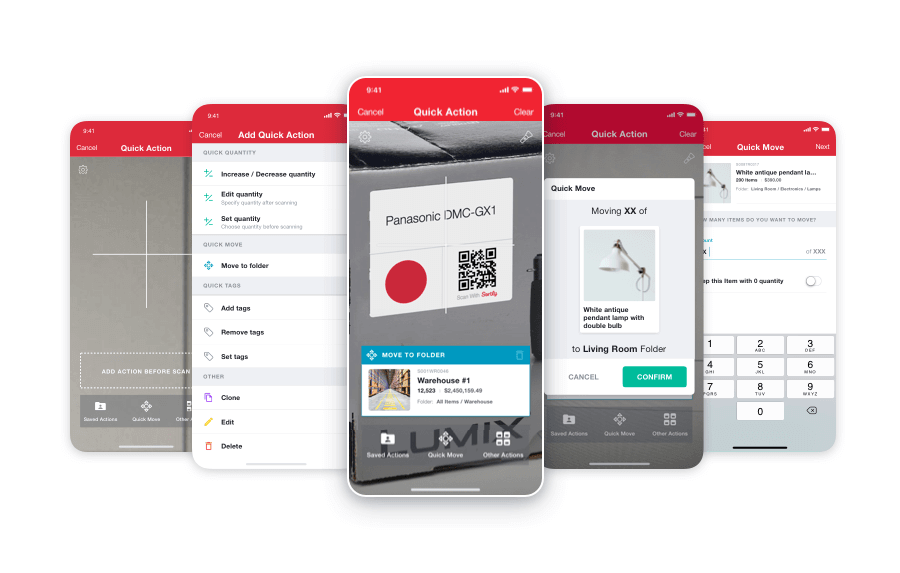 9:41
Cancel
Quick Action
ADD ACTION BEFORE SCAN
Saved Actions
Quick Move
Other A
9:41
Cancel
Add Quick Action
QUICK QUANTITY
Increase / Decrease quantity
Edit quantity
Specify quantity after scanning
Set quantity
Choose quantity before scanning
QUICK MOVE
Move to folder
QUICK TAGS
Add tags
Remove tags
Set tags
OTHER
Clone
Edit
Delete
9:41
Cancel
Quick Action
Clear
Panasonic DMC-GX1
Scan With Sortly
MOVE TO FOLDER
Warehouse #1
12,523 $2,450,159.49
Folder: All Items / Warehouse
LUMIX
Saved Actions
Quick Move
Other Actions
9:41
Cancel
Quick Action
Clear
Quick Move
Moving XX of
White antique
pendant lamp with
double bulb
to Living Room Folder
CANCEL
CONFIRM
Saved Actions
Quick Move
Other Actions
cel
Quick Move
Next
White antique pendant la...
200 Items $300.00
Folder: Living Room / Electronics / Lamps
OW MANY ITEMS DO YOU WANT TO MOVE?
ount
x
of XXX
ap this Item with 0 quantity
1
2
ABC
3
DEF
4
GHI
5
JKL
6
MNO
7
PQRS
8
TUV
9
WXYZ
0